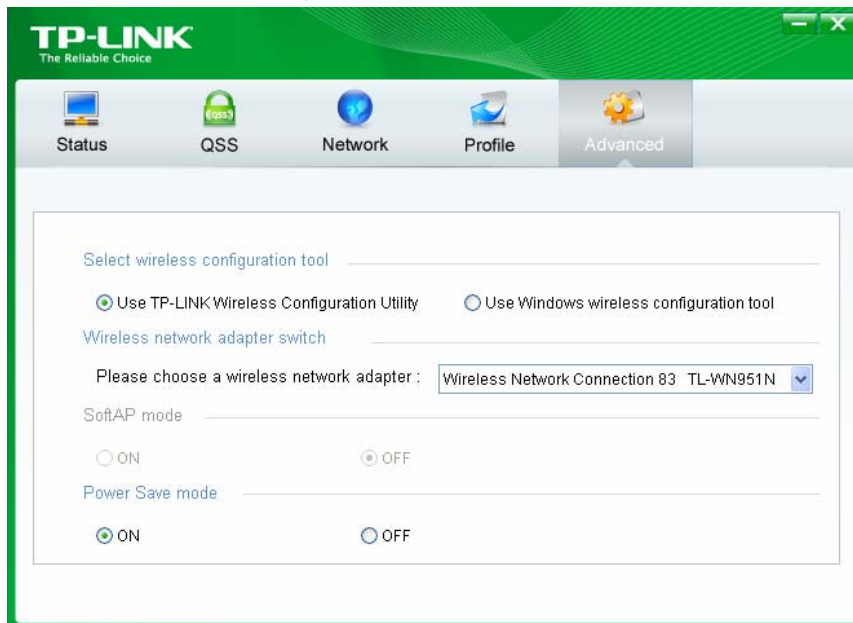 TP-LINK
The Reliable Choice
Status QSS Network Profile Advanced
Select wireless configuration tool
Use TP-LINK Wireless Configuration Utility Use Windows wireless configuration tool
Wireless network adapter switch
Please choose a wireless network adapter : Wireless Network Connection 83 TL-WN951N
SoftAP mode
ON OFF
Power Save mode
ON OFF